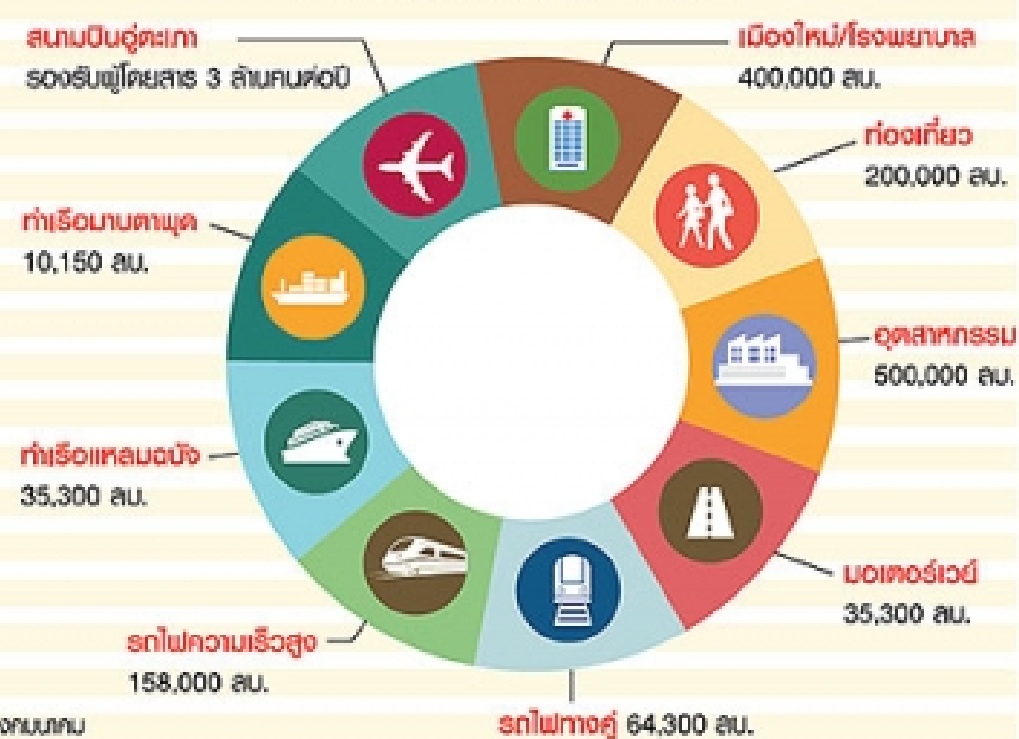 สนามบินอู่ตะเภา
รองรับผู้โดยสาร 3 ล้านคนต่อปี
เมืองใหม่/โรงพยาบาล
400,000 ลบ.
ท่องเที่ยว
200,000 ลบ.
ท่าเรือมาบตาพุด
10,150 ลบ.
อุตสาหกรรม
500,000 ลบ.
ท่าเรือแหลมฉบัง
35,300 ลบ.
มอเตอร์เวย์
35,300 ลบ.
รถไฟความเร็วสูง
158,000 ลบ.
รถไฟทางคู่ 64,300 ลบ.